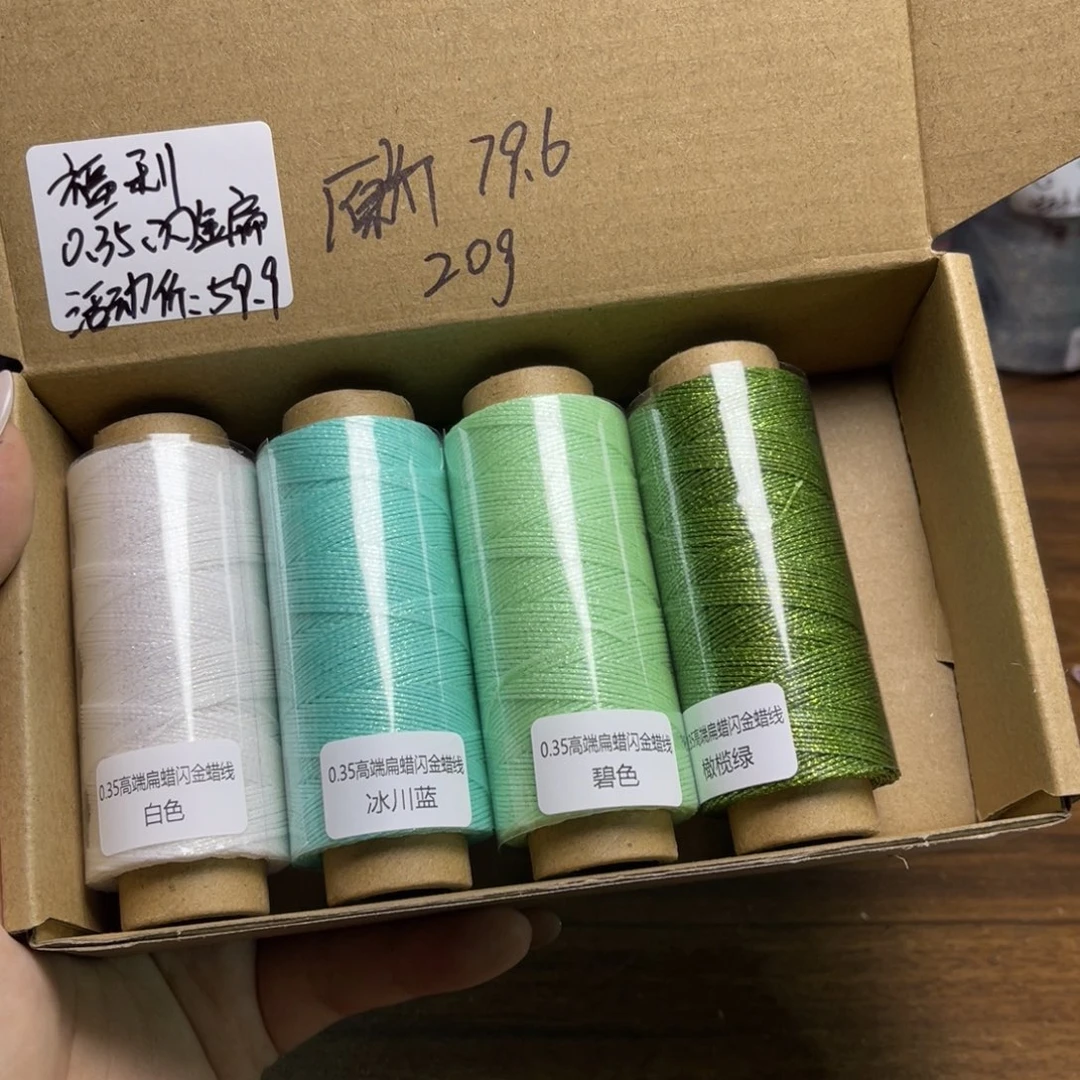 福利
0.35闪金扁
活动价:59.9
原价 79.6
20g
0.35高端扁蜡闪金蜡线
白色
0.35高端扁蜡闪金蜡线
冰川蓝
0.35高端扁蜡闪金蜡线
碧色
35高端扁蜡闪金蜡线
橄榄绿